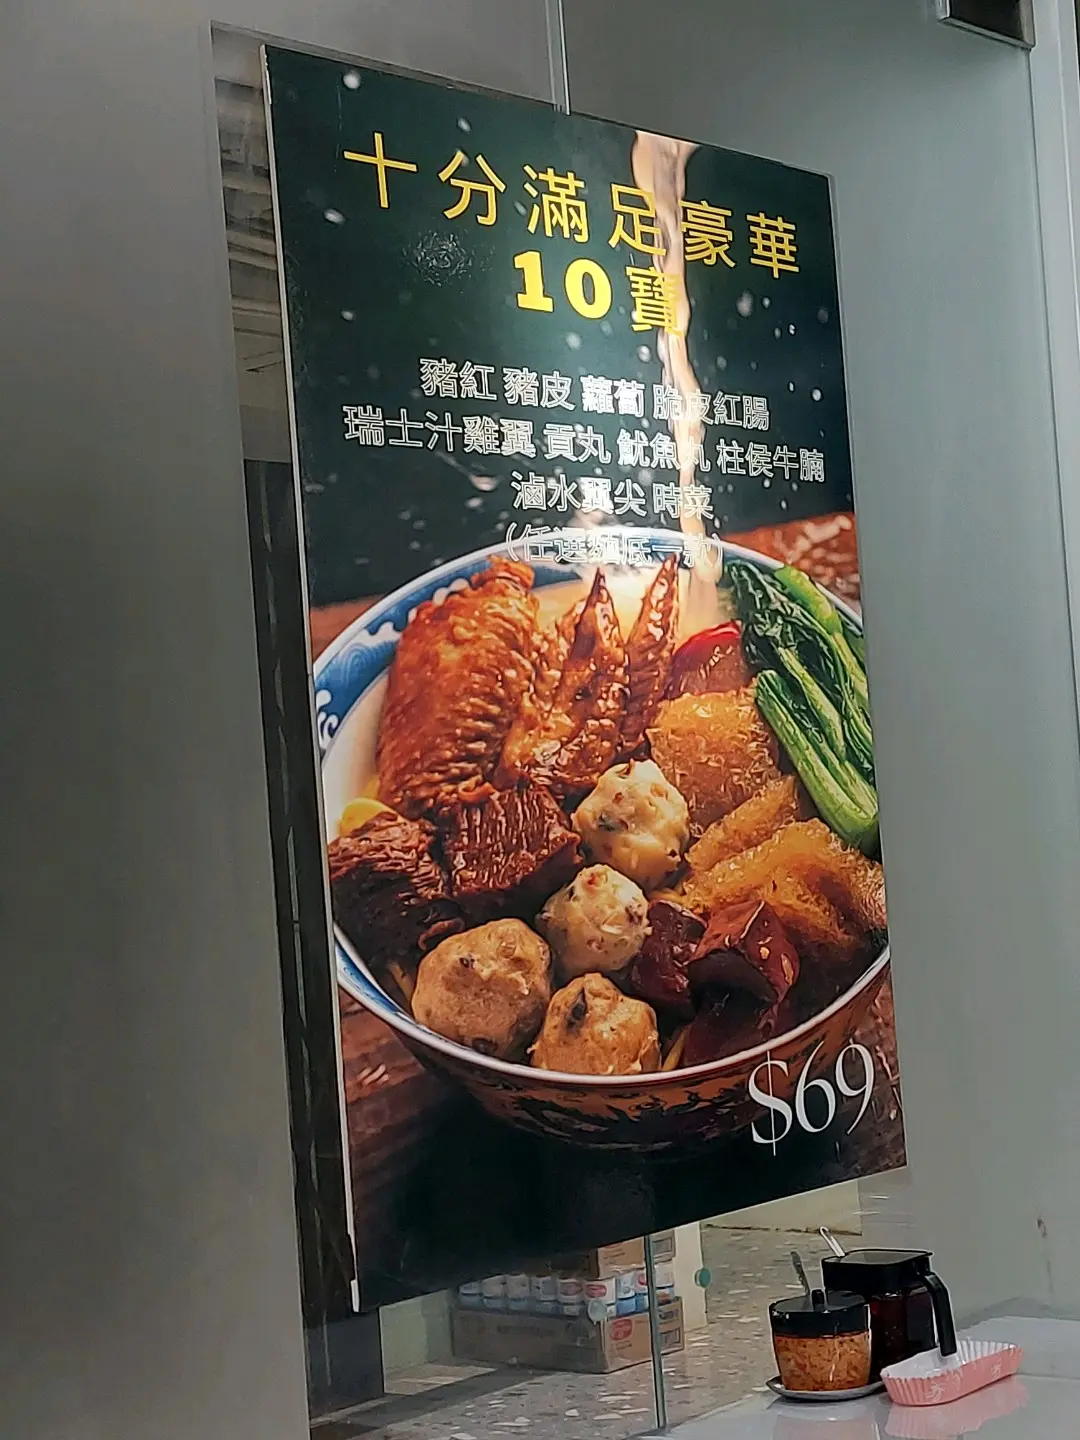 十分滿足豪華
10寶
豬紅 豬皮 蘿蔔 脆皮紅腸
瑞士汁雞翼 貢丸 魷魚丸 柱侯牛腩
滷水翼尖 時菜
(任選麵底一款)
$69